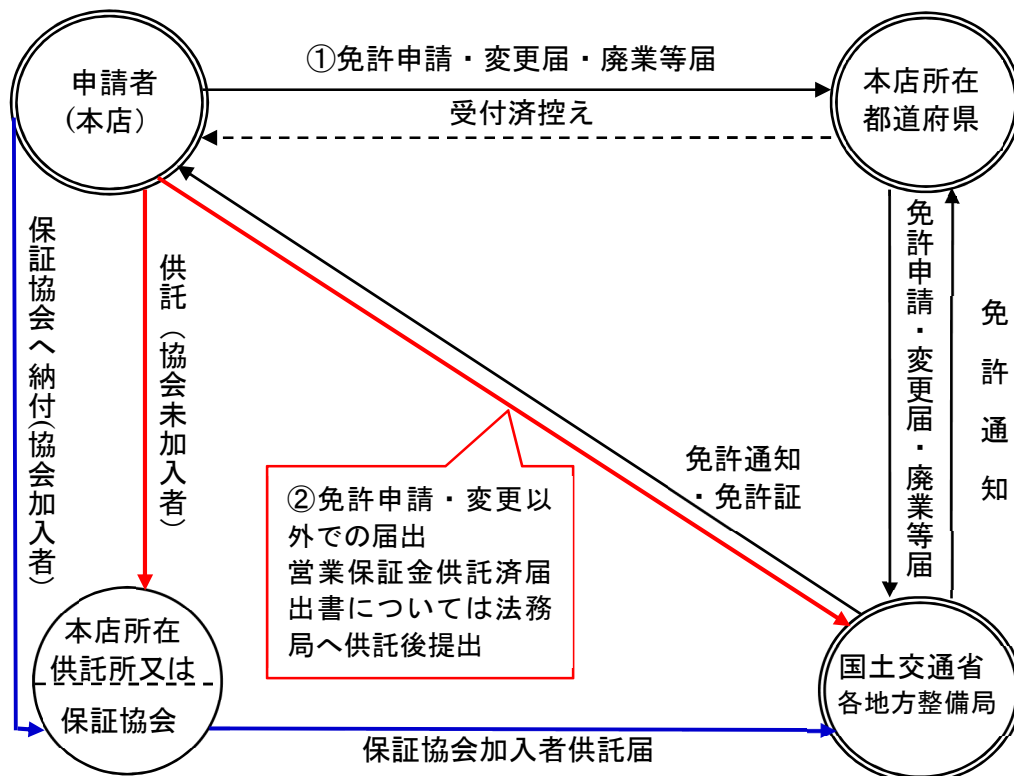 ①免許申請・変更届・廃業等届
申請者
(本店）
受付済控え
本店所在
都道府県
保証協会へ納付(協会加入者）
供託（協会未加入者）
免許申請・変更届・廃業等届
免許通知
免許通知
・免許証
②免許申請・変更以
外での届出
営業保証金供託済届
出書については法務
局へ供託後提出
本店所在
供託所又は
保証協会
国土交通省
各地方整備局
保証協会加入者供託届